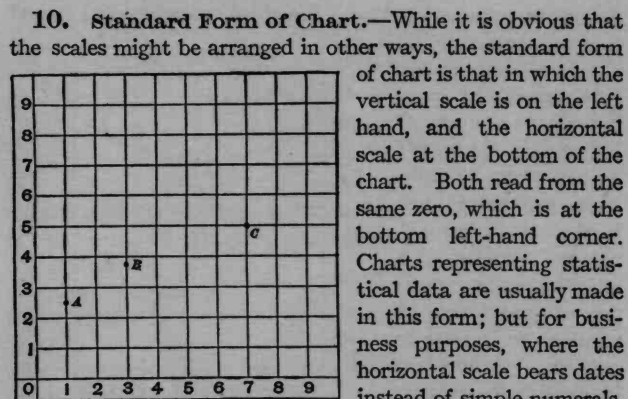 10. Standard Form of Chart.—While it is obvious that
the scales might be arranged in other ways, the standard form
of chart is that in which the
vertical scale is on the left
hand, and the horizontal
scale at the bottom of the
chart. Both read from the
same zero, which is at the
bottom left-hand corner.
Charts representing statis-
tical data are usually made
in this form; but for busi-
ness purposes, where the
horizontal scale bears dates
instead of simple numerals,
9
8
7
6
5
C
4
B
3
A
2
1
0 1 2 3 4 5 6 7 8 9